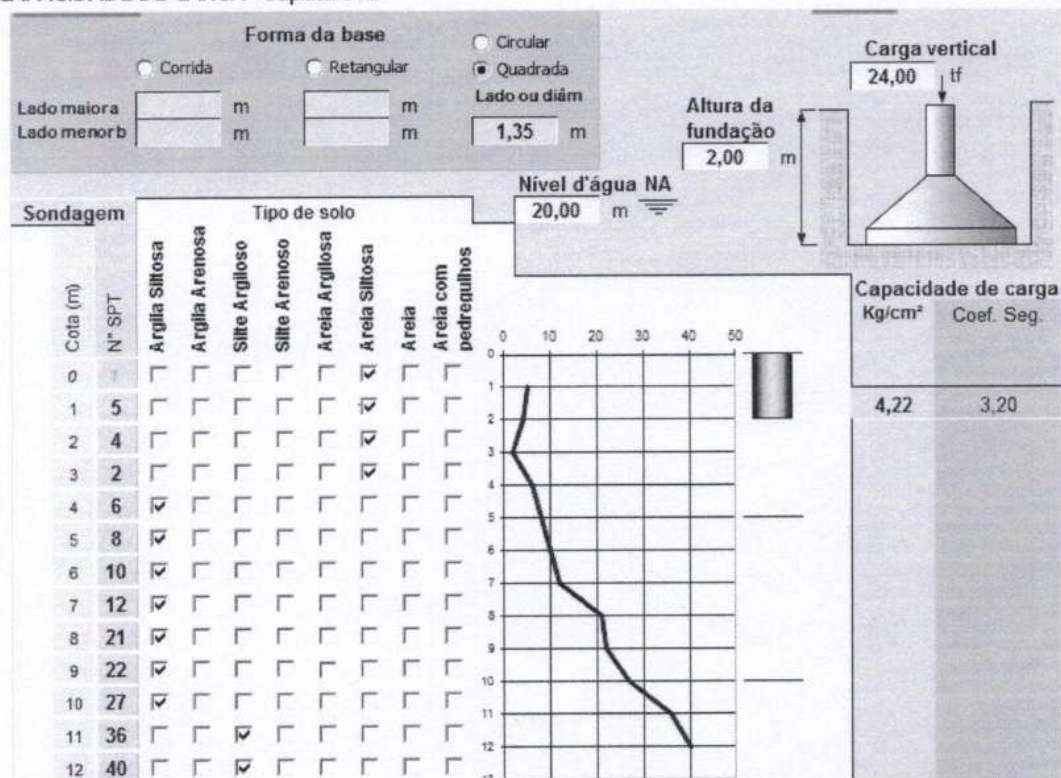 Forma da base
Corrida
Retangular
Circular
Quadrada
Lado maior a
m
m
Lado menor b
m
m
Lado ou diâm
1,35 m
Carga vertical
24,00 tf
Altura da
fundação
2,00 m
Nível d'água NA
20,00 m
Sondagem
Tipo de solo
Cota (m)
N° SPT
Argila Siltosa
Argila Arenosa
Silte Argiloso
Silte Arenoso
Areia Argilosa
Areia Siltosa
Areia
Areia com
pedregulhos
Capacidade de carga
Kg/cm² Coef. Seg.
4,22 3,20
0
1 5
2 4
3 2
4 6
5 8
6 10
7 12
8 21
9 22
10 27
11 36
12 40
0 10 20 30 40 50
0
1
2
3
4
5
6
7
8
9
10
11
12